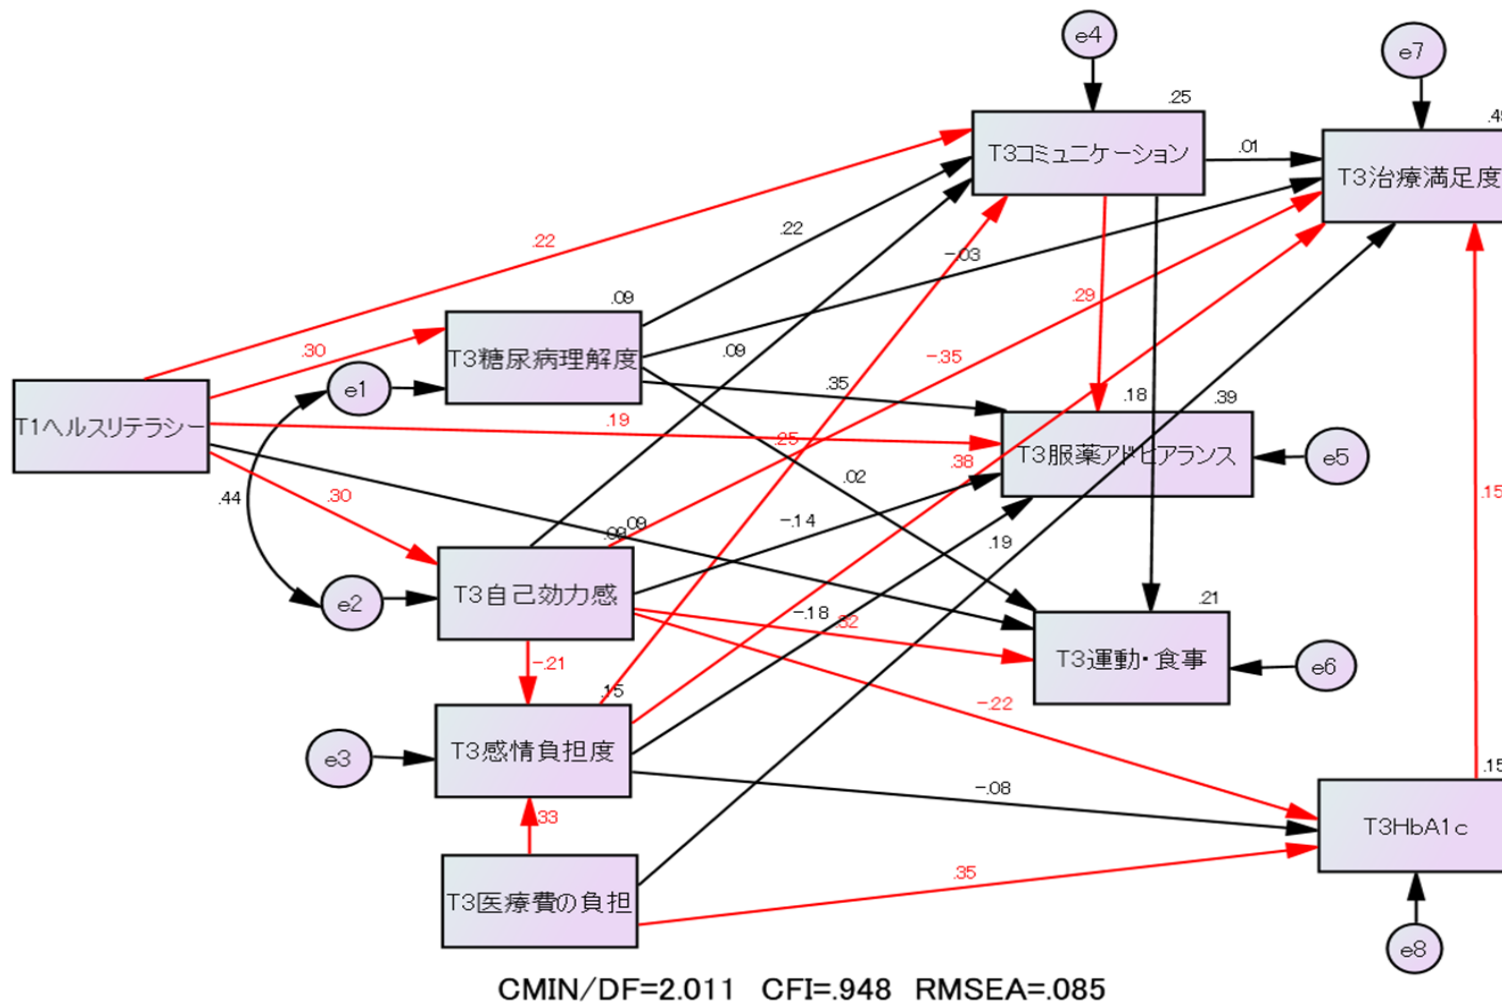 e4
e7
.25
.01
T3コミュニケーション
T3治療満足度
.22
.22
-.03
.09
.29
.30
.09
-.35
T3糖尿病理解度
e1
.35
.18
.39
T1ヘルスリテラシー
.19
.25
.38
T3服薬アドヒアランス
e5
.44
.30
.02
.15
-.14
.09
.09
.19
T3自己効力感
e2
-.18
.32
.21
T3運動・食事
e6
-.21
.15
-.22
T3感情負担度
e3
-.08
.15
.33
T3HbA1c
.35
T3医療費の負担
e8
CMIN/DF=2.011 CFI=.948 RMSEA=.085